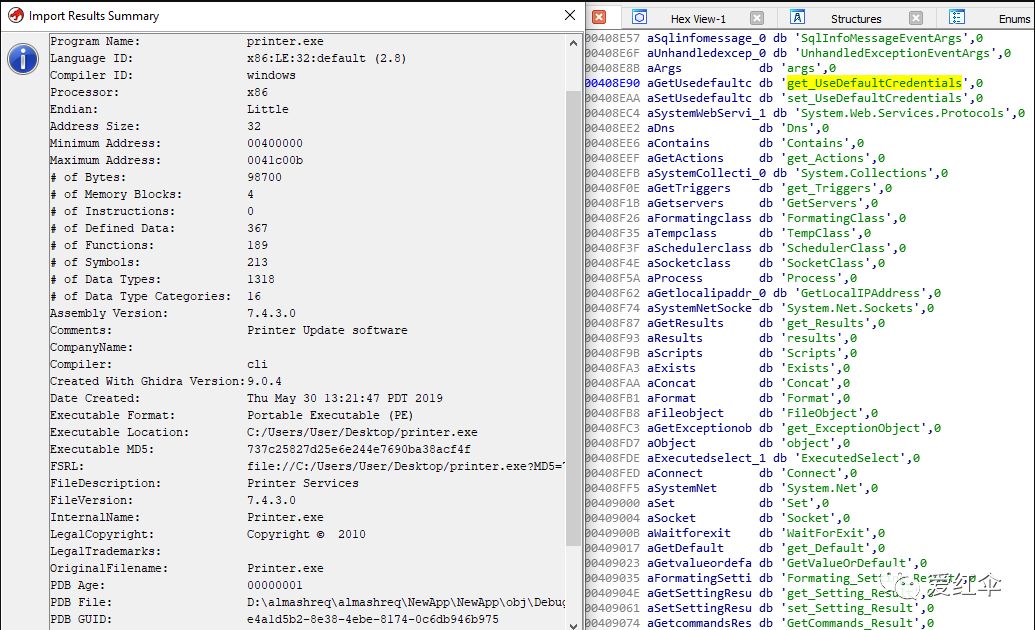 Import Results Summary
Program Name: printer.exe
Language ID: x86:LE:32:default (2.8)
Compiler ID: windows
Processor: x86
Endian: Little
Address Size: 32
Minimum Address: 00400000
Maximum Address: 0041c00b
# of Bytes: 98700
# of Memory Blocks: 4
# of Instructions: 0
# of Defined Data: 367
# of Functions: 189
# of Symbols: 213
# of Data Types: 1318
# of Data Type Categories: 16
Assembly Version: 7.4.3.0
Comments: Printer Update software
CompanyName:
Compiler: cli
Created With Ghidra Version: 9.0.4
Date Created: Thu May 30 13:21:47 PDT 2019
Executable Format: Portable Executable (PE)
Executable Location: C:/Users/User/Desktop/printer.exe
Executable MD5: 737c25827d25e6e244e7690ba38acf4f
FSRL: file://C:/Users/User/Desktop/printer.exe?MD5=
FileDescription: Printer Services
FileVersion: 7.4.3.0
InternalName: Printer.exe
LegalCopyright: Copyright © 2010
LegalTrademarks:
OriginalFilename: Printer.exe
PDB Age: 00000001
PDB File: D:\almashreq\almashreq\NewApp\NewApp\obj\Debug
PDB GUID: e4a1d5b2-8e38-4ebe-8174-0c6db946b975
Hex View-1 Structures Enums
00408E57 aSqlinfomessage_0 db 'SqlInfoMessageEventArgs',0
00408E6F aUnhandledexcep_0 db 'UnhandledExceptionEventArgs',0
00408E8B aArgs db 'args',0
00408E90 aGetUsedefaultc db 'get_UseDefaultCredentials',0
00408EAA aSetUsedefaultc db 'set_UseDefaultCredentials',0
00408EC4 aSystemWebServi_1 db 'System.Web.Services.Protocols',0
00408EE2 aDns db 'Dns',0
00408EE6 aContains db 'Contains',0
00408EEF aGetActions db 'get_Actions',0
00408EFB aSystemCollecti_0 db 'System.Collections',0
00408F0E aGetTriggers db 'get_Triggers',0
00408F1B aGetservers db 'GetServers',0
00408F26 aFormatingclass db 'FormatingClass',0
00408F35 aTempclass db 'TempClass',0
00408F3F aSchedulerclass db 'SchedulerClass',0
00408F4E aSocketclass db 'SocketClass',0
00408F5A aProcess db 'Process',0
00408F62 aGetlocalipaddr_0 db 'GetLocalIPAddress',0
00408F74 aSystemNetSocke db 'System.Net.Sockets',0
00408F87 aGetResults db 'get_Results',0
00408F93 aResults db 'results',0
00408F9B aScripts db 'Scripts',0
00408FA3 aExists db 'Exists',0
00408FAA aConcat db 'Concat',0
00408FB1 aFormat db 'Format',0
00408FB8 aFileobject db 'FileObject',0
00408FC3 aGetExceptionob db 'get_ExceptionObject',0
00408FD7 aObject db 'object',0
00408FDE aExecutedselect_1 db 'ExecutedSelect',0
00408FED aConnect db 'Connect',0
00408FF5 aSystemNet db 'System.Net',0
00409000 aSet db 'Set',0
00409004 aSocket db 'Socket',0
0040900B aWaitforexit db 'WaitForExit',0
00409017 aGetDefault db 'get_Default',0
00409023 aGetvalueordefa db 'GetValueOrDefault',0
00409035 aFormatingSetti db 'Formating_Setting_Result',0
0040904E aGetSettingResu db 'get_Setting_Result',0
00409061 aSetSettingResu db 'set_Setting_Result',0
00409074 aGetcommandsRes db 'GetCommands_Result',0
爱红伞